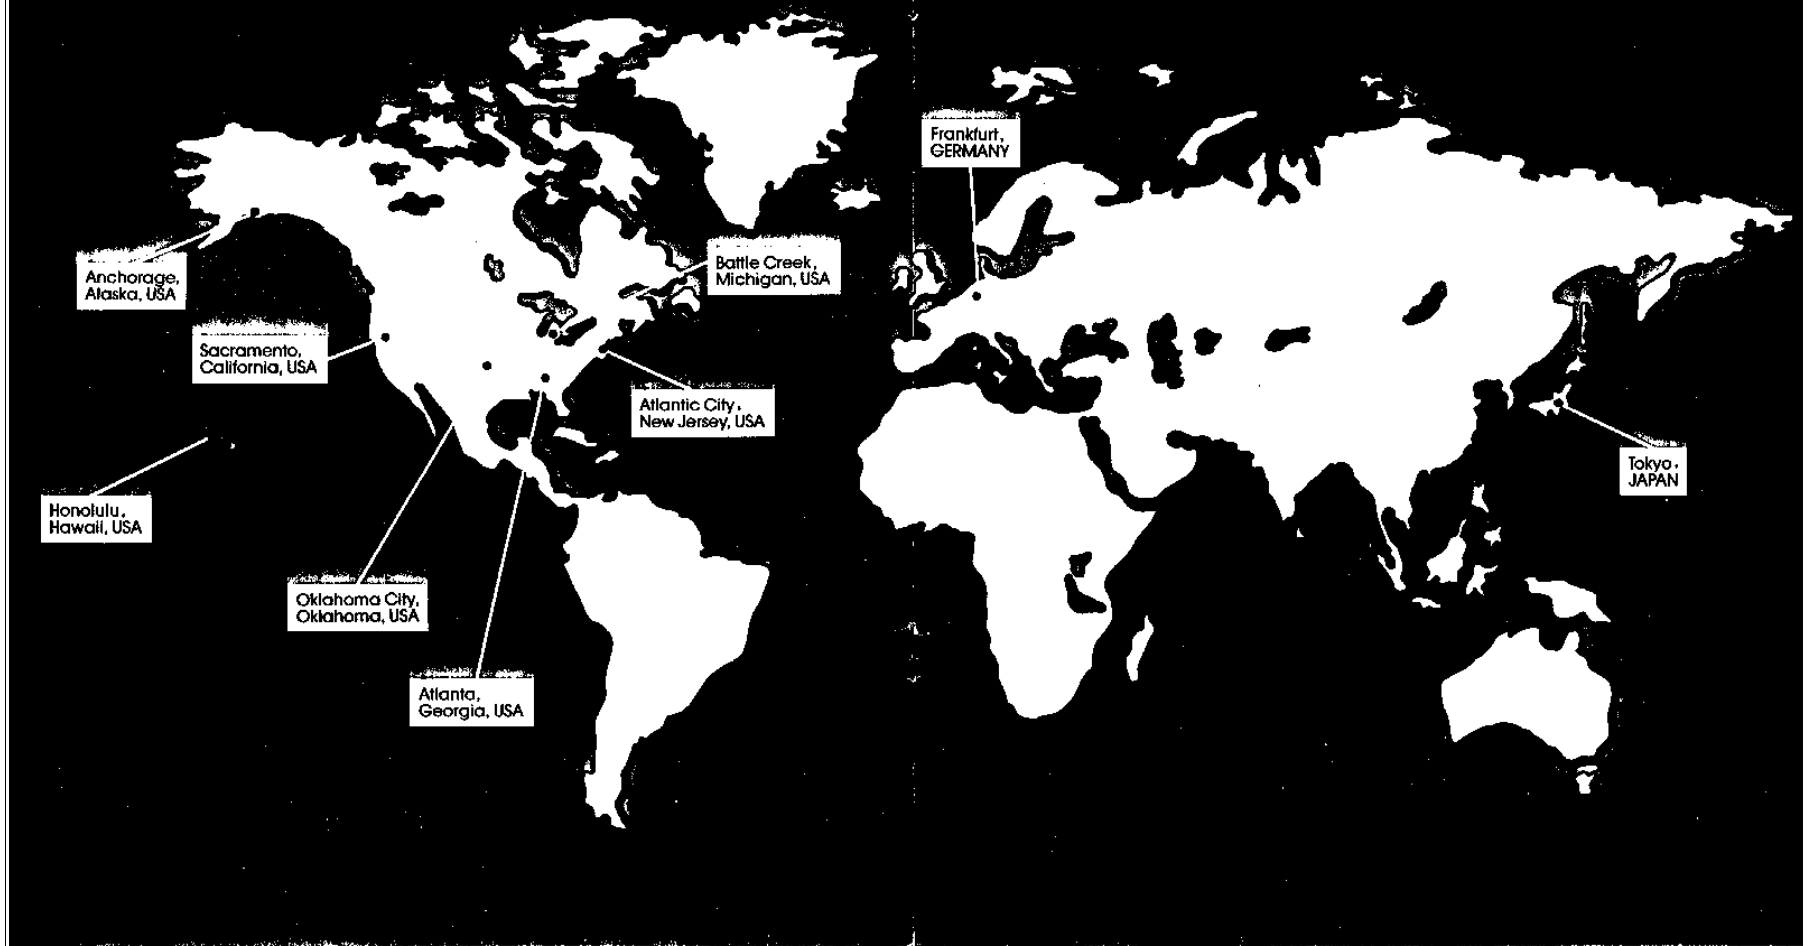 Frankfurt,
GERMANY
Anchorage,
Alaska, USA
Battle Creek,
Michigan, USA
Sacramento,
California, USA
Atlantic City,
New Jersey, USA
Tokyo,
JAPAN
Honolulu,
Hawaii, USA
Oklahoma City,
Oklahoma, USA
Atlanta,
Georgia, USA